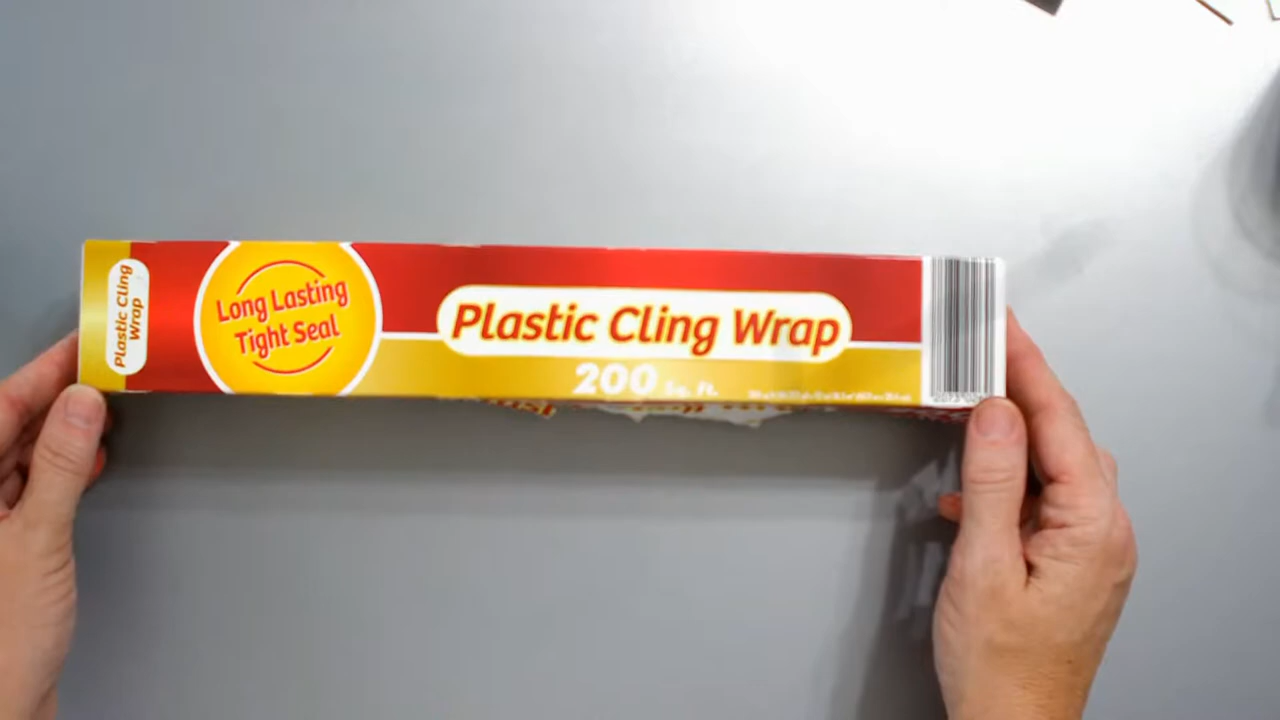 Plastic Cling
Wrap
Long Lasting
Tight Seal
Plastic Cling Wrap
200 Sq. Ft.